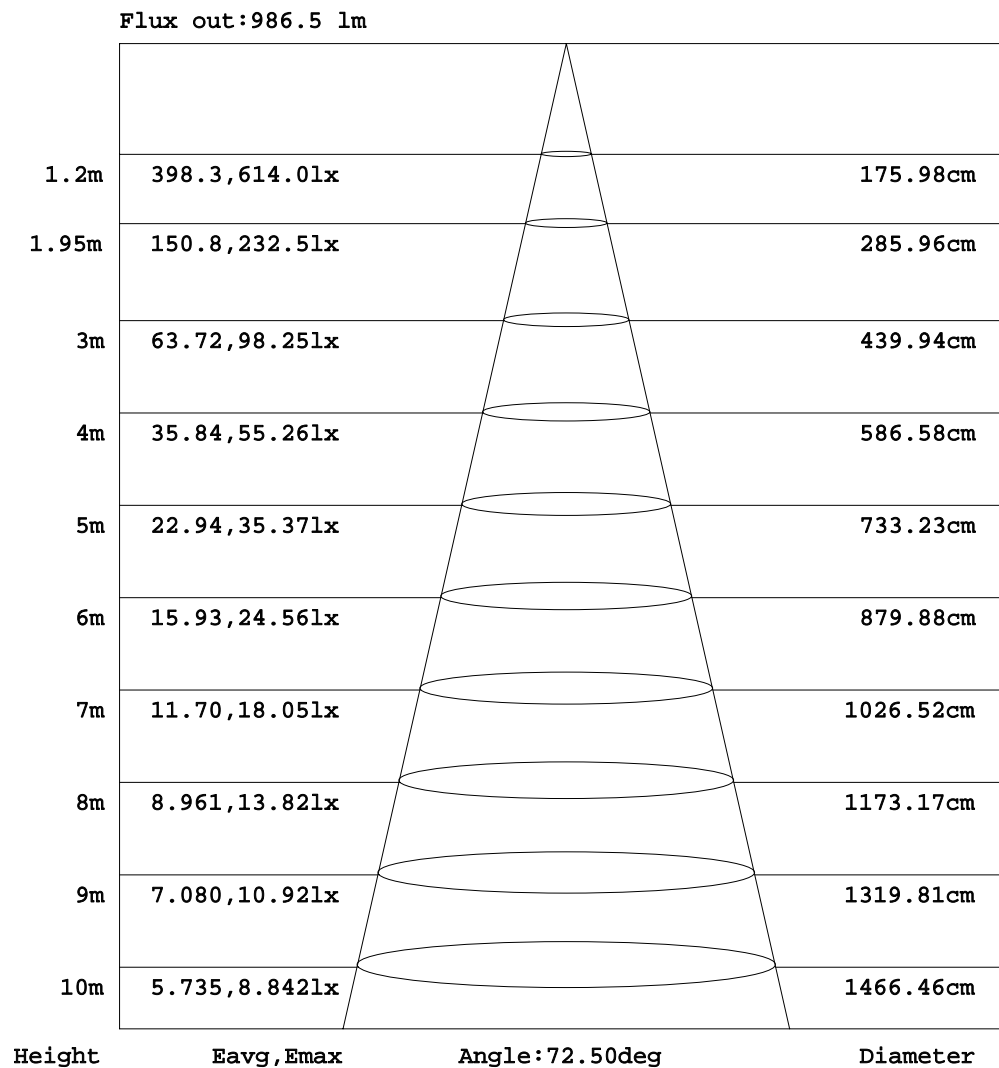 Flux out:986.5 lm
1.2m 398.3,614.0lx 175.98cm
1.95m 150.8,232.5lx 285.96cm
3m 63.72,98.25lx 439.94cm
4m 35.84,55.26lx 586.58cm
5m 22.94,35.37lx 733.23cm
6m 15.93,24.56lx 879.88cm
7m 11.70,18.05lx 1026.52cm
8m 8.961,13.82lx 1173.17cm
9m 7.080,10.92lx 1319.81cm
10m 5.735,8.842lx 1466.46cm
Height Eavg,Emax Angle:72.50deg Diameter